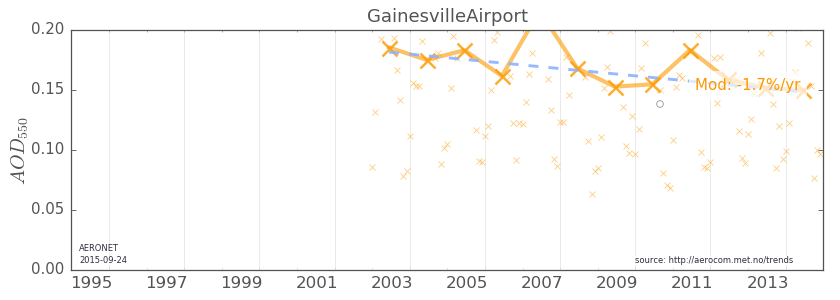 GainesvilleAirport
0.20
0.15
0.10
0.05
0.00
AOD550
Mod: -1.7%/yr
AERONET
2015-09-24
source: http://aerocom.met.no/trends
1995 1997 1999 2001 2003 2005 2007 2009 2011 2013